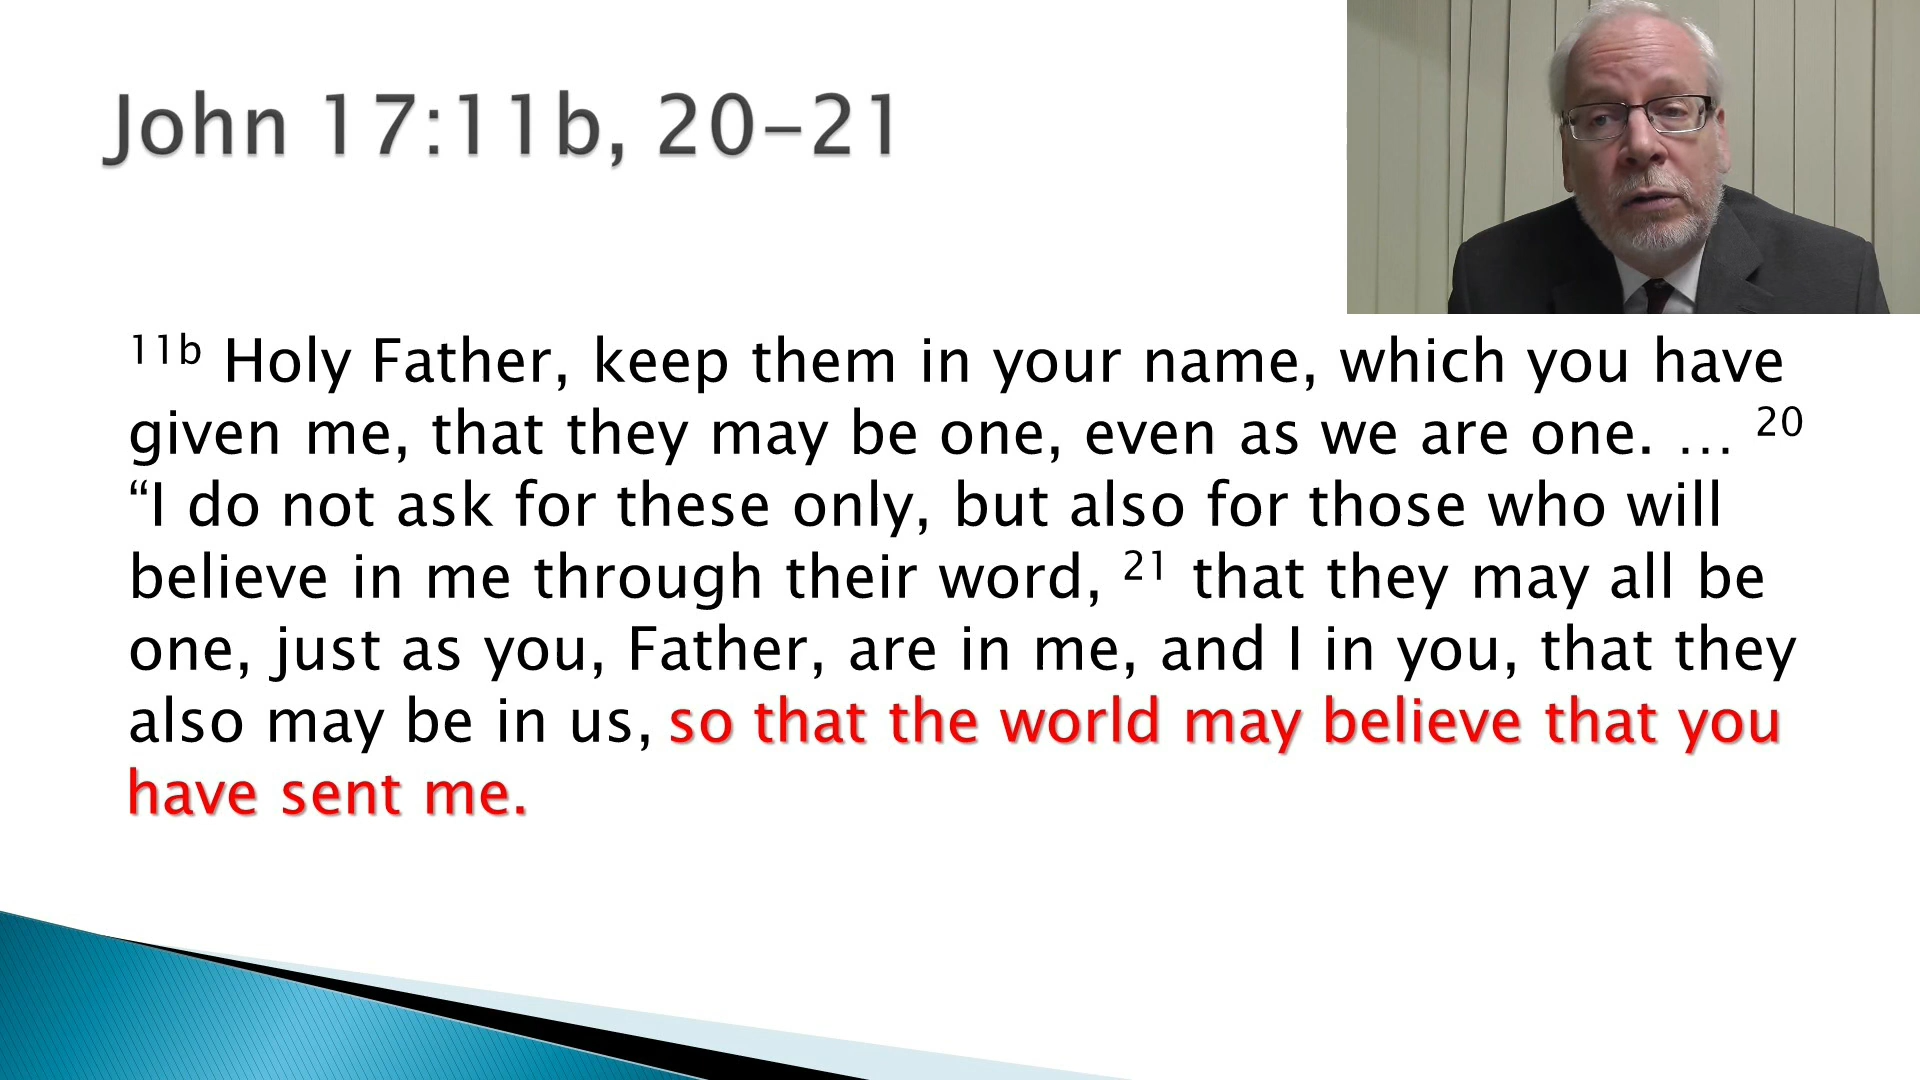 John 17:11b, 20-21
11b Holy Father, keep them in your name, which you have
given me, that they may be one, even as we are one. … 20
“I do not ask for these only, but also for those who will
believe in me through their word, 21 that they may all be
one, just as you, Father, are in me, and I in you, that they
also may be in us, so that the world may believe that you
have sent me.